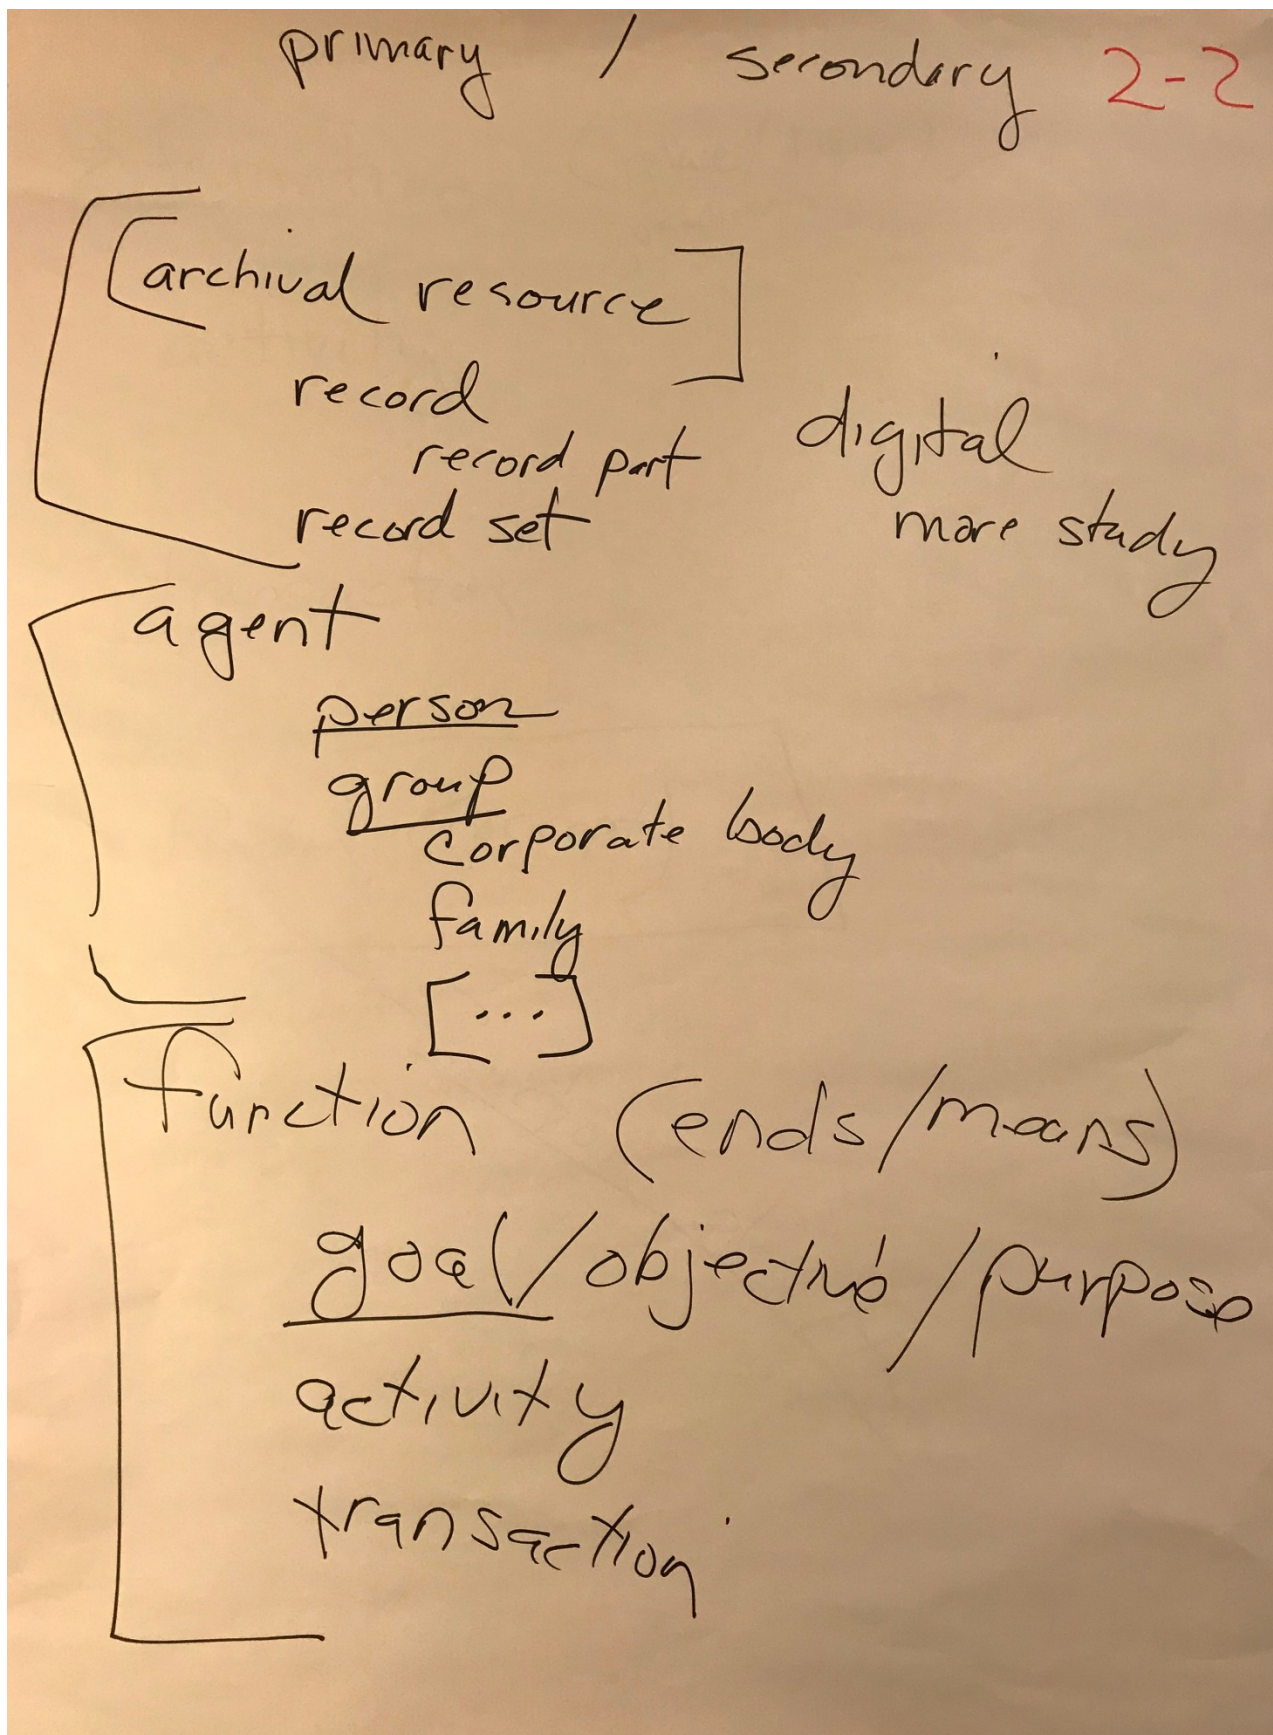 primary / secondary 2-2
[archival resource]
record
digital
record part
record set
more study
agent
person
group
corporate body
family
[...]
function (ends/means)
goal/objective/purpose
activity
transaction